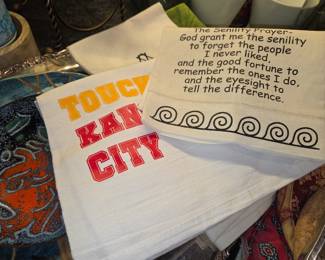 The Senility Prayer-
God grant me the senility
to forget the people
I never liked,
and the good fortune to
remember the ones I do,
and the eyesight to
tell the difference.
TOUCH
KAN
CITY